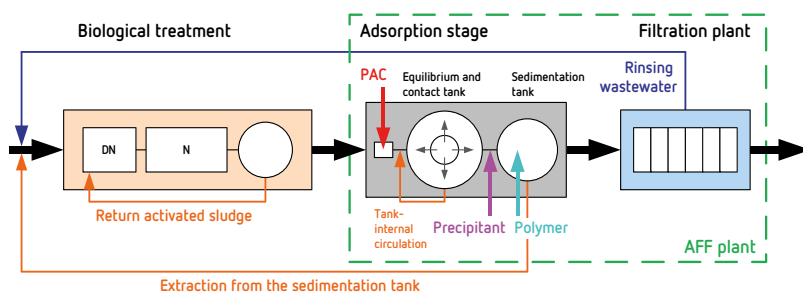 Biological treatment
Adsorption stage
Filtration plant
PAC
Equilibrium and
contact tank
Sedimentation
tank
Rinsing
wastewater
DN
N
Return activated sludge
Tank-
internal
circulation
Precipitant
Polymer
AFF plant
Extraction from the sedimentation tank